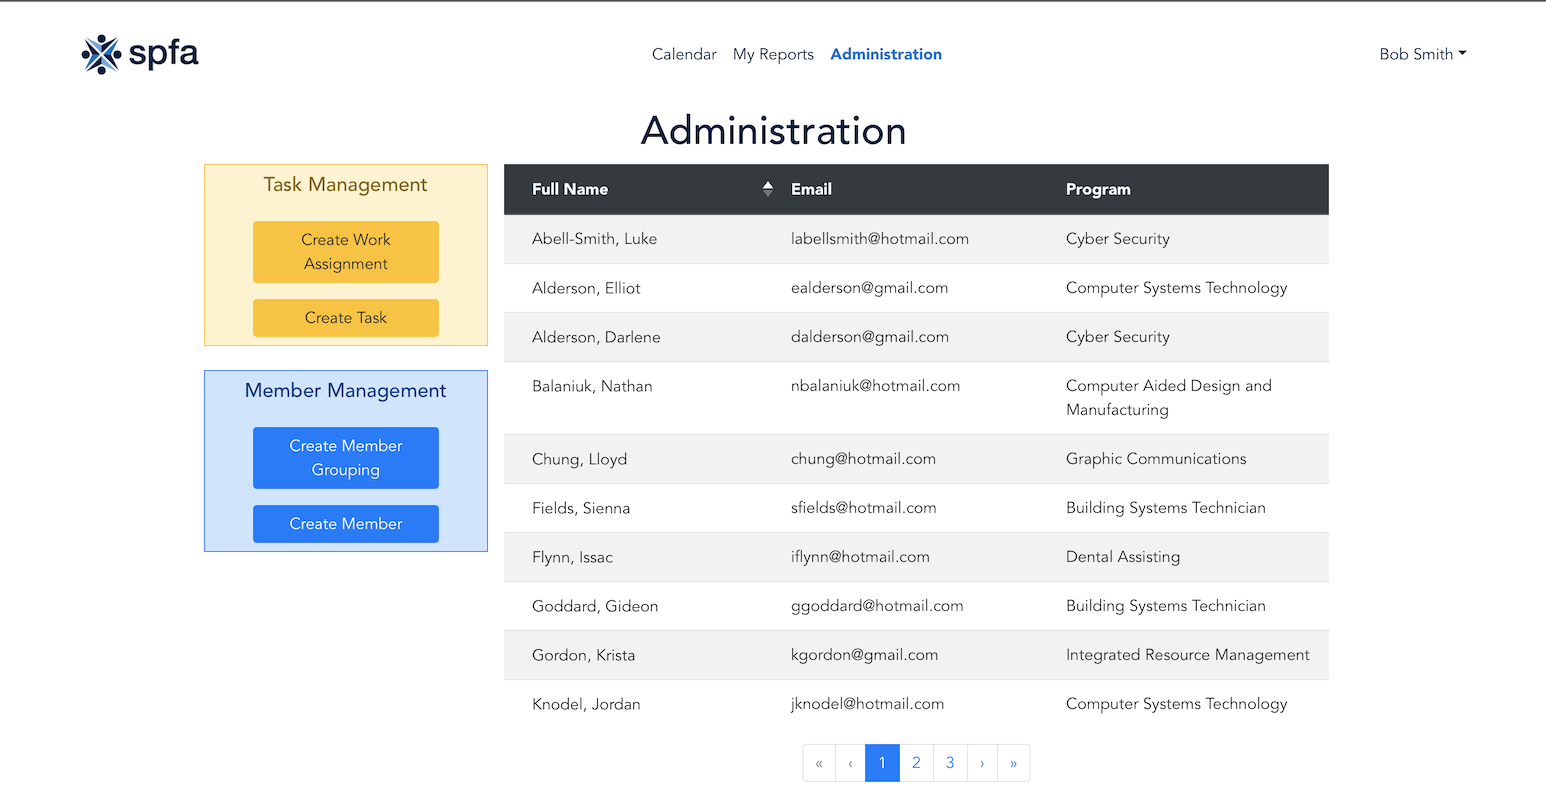 spfa
Calendar My Reports Administration
Bob Smith
Administration
Task Management
Create Work
Assignment
Create Task
Member Management
Create Member
Grouping
Create Member
Full Name Email Program
Abell-Smith, Luke labellsmith@hotmail.com Cyber Security
Alderson, Elliot ealderson@gmail.com Computer Systems Technology
Alderson, Darlene dalderson@gmail.com Cyber Security
Balaniuk, Nathan nbalaniuk@hotmail.com Computer Aided Design and
Manufacturing
Chung, Lloyd chung@hotmail.com Graphic Communications
Fields, Sienna sfields@hotmail.com Building Systems Technician
Flynn, Issac iflynn@hotmail.com Dental Assisting
Goddard, Gideon ggoddard@hotmail.com Building Systems Technician
Gordon, Krista kgordon@gmail.com Integrated Resource Management
Knodel, Jordan jknodel@hotmail.com Computer Systems Technology
« ‹ 1 2 3 › »